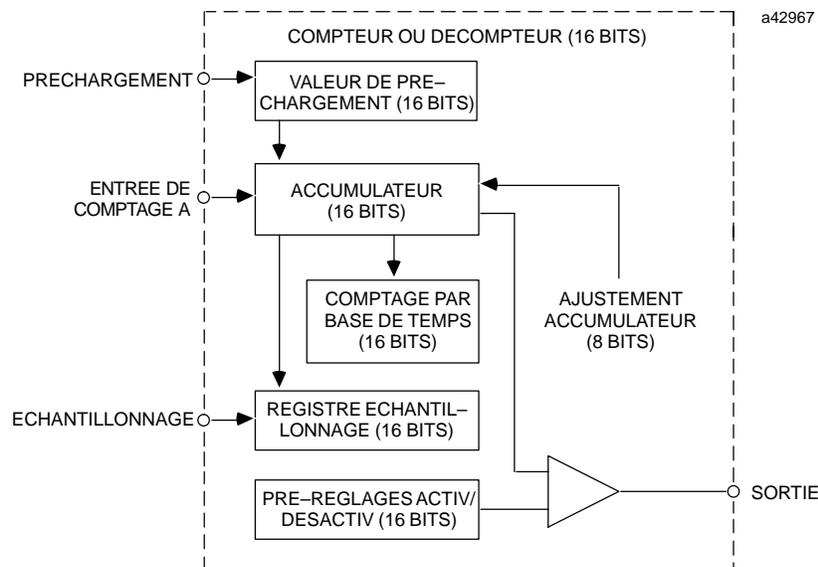 a42967
COMPTEUR OU DECOMPTEUR (16 BITS)
PRECHARGEMENT
VALEUR DE PRE–
CHARGEMENT (16 BITS)
ENTREE DE
COMPTAGE A
ACCUMULATEUR
(16 BITS)
COMPTAGE PAR
BASE DE TEMPS
(16 BITS)
AJUSTEMENT
ACCUMULATEUR
(8 BITS)
ECHANTILLONNAGE
REGISTRE ECHANTIL–
LONNAGE (16 BITS)
PRE–REGLAGES ACTIV/
DESACTIV (16 BITS)
SORTIE